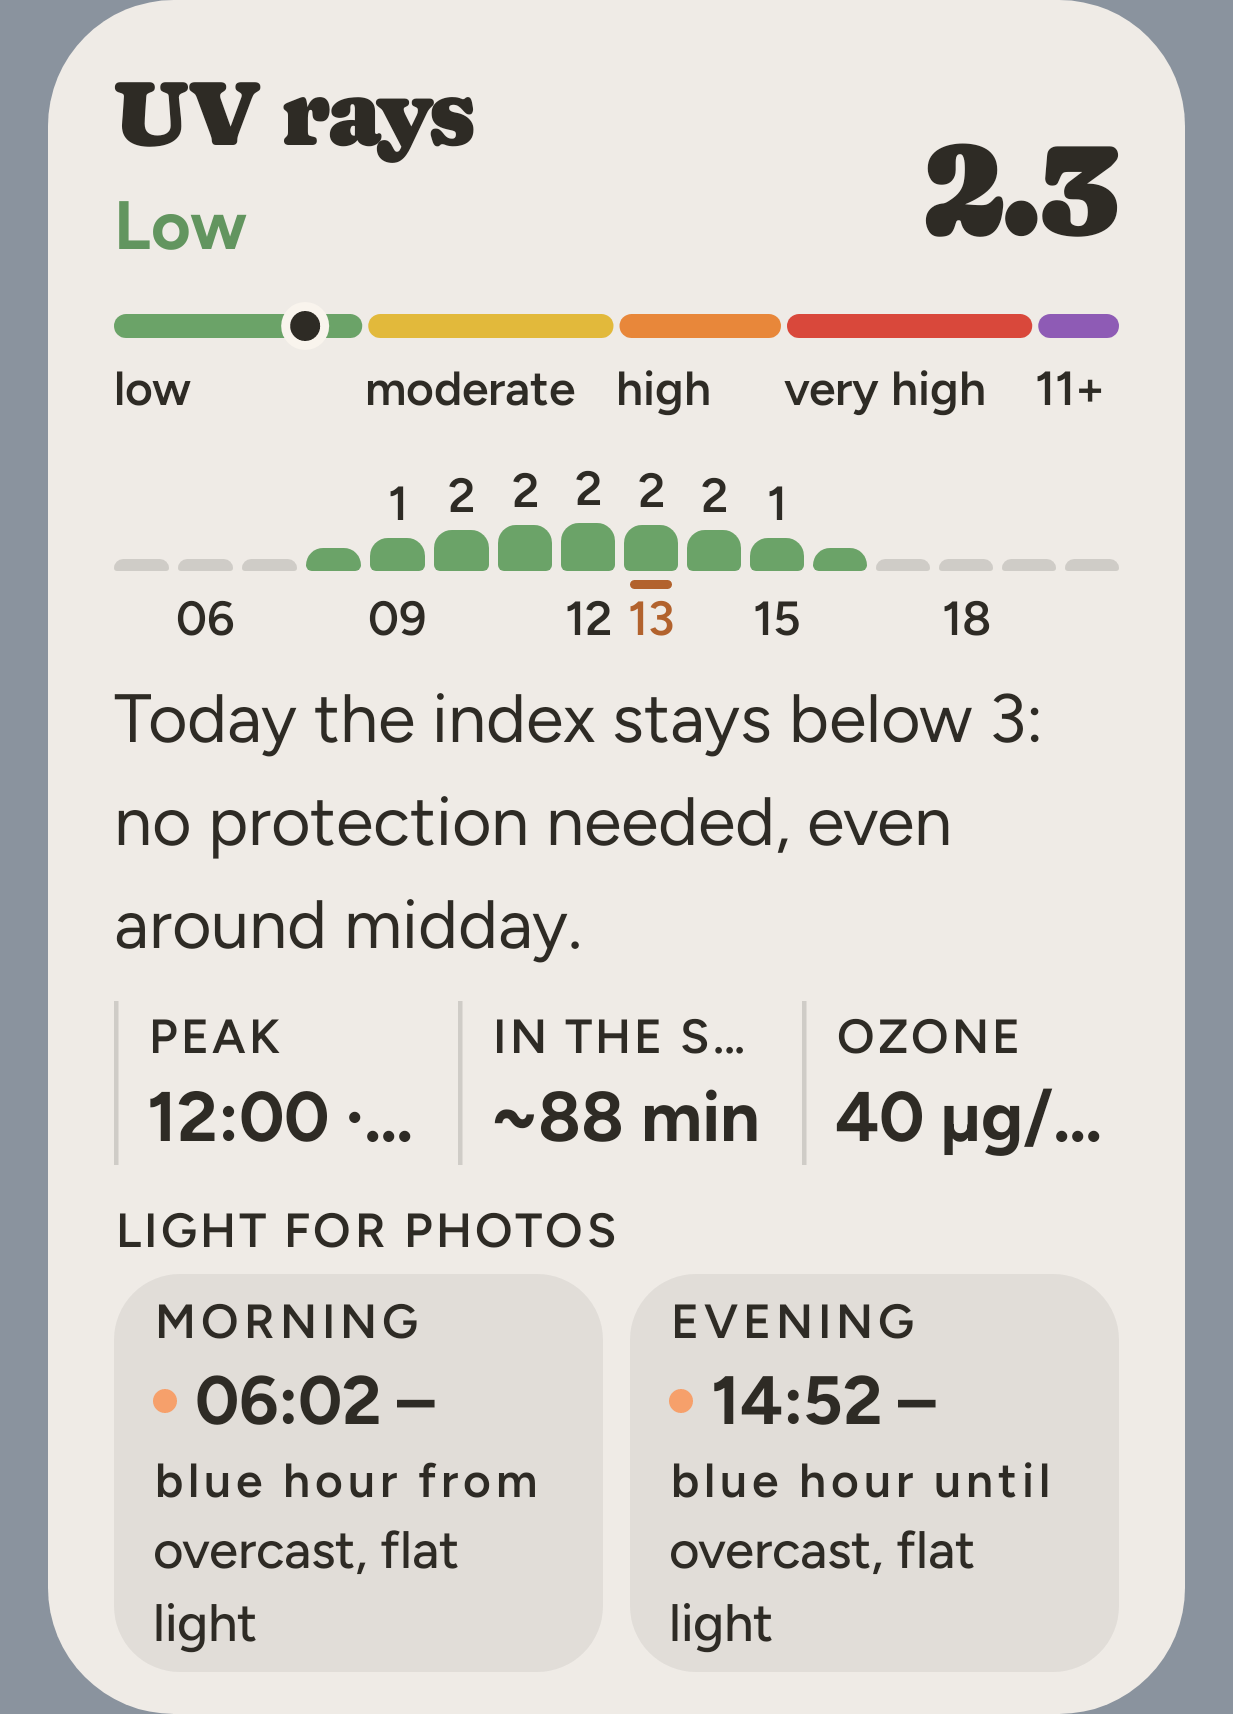 UV rays
Low
2.3
low moderate high very high 11+
1 2 2 2 2 2 1
06 09 12 13 15 18
Today the index stays below 3:
no protection needed, even
around midday.
PEAK
12:00 ·…
IN THE S…
~88 min
OZONE
40 µg/…
LIGHT FOR PHOTOS
MORNING
06:02 –
blue hour from
overcast, flat
light
EVENING
14:52 –
blue hour until
overcast, flat
light